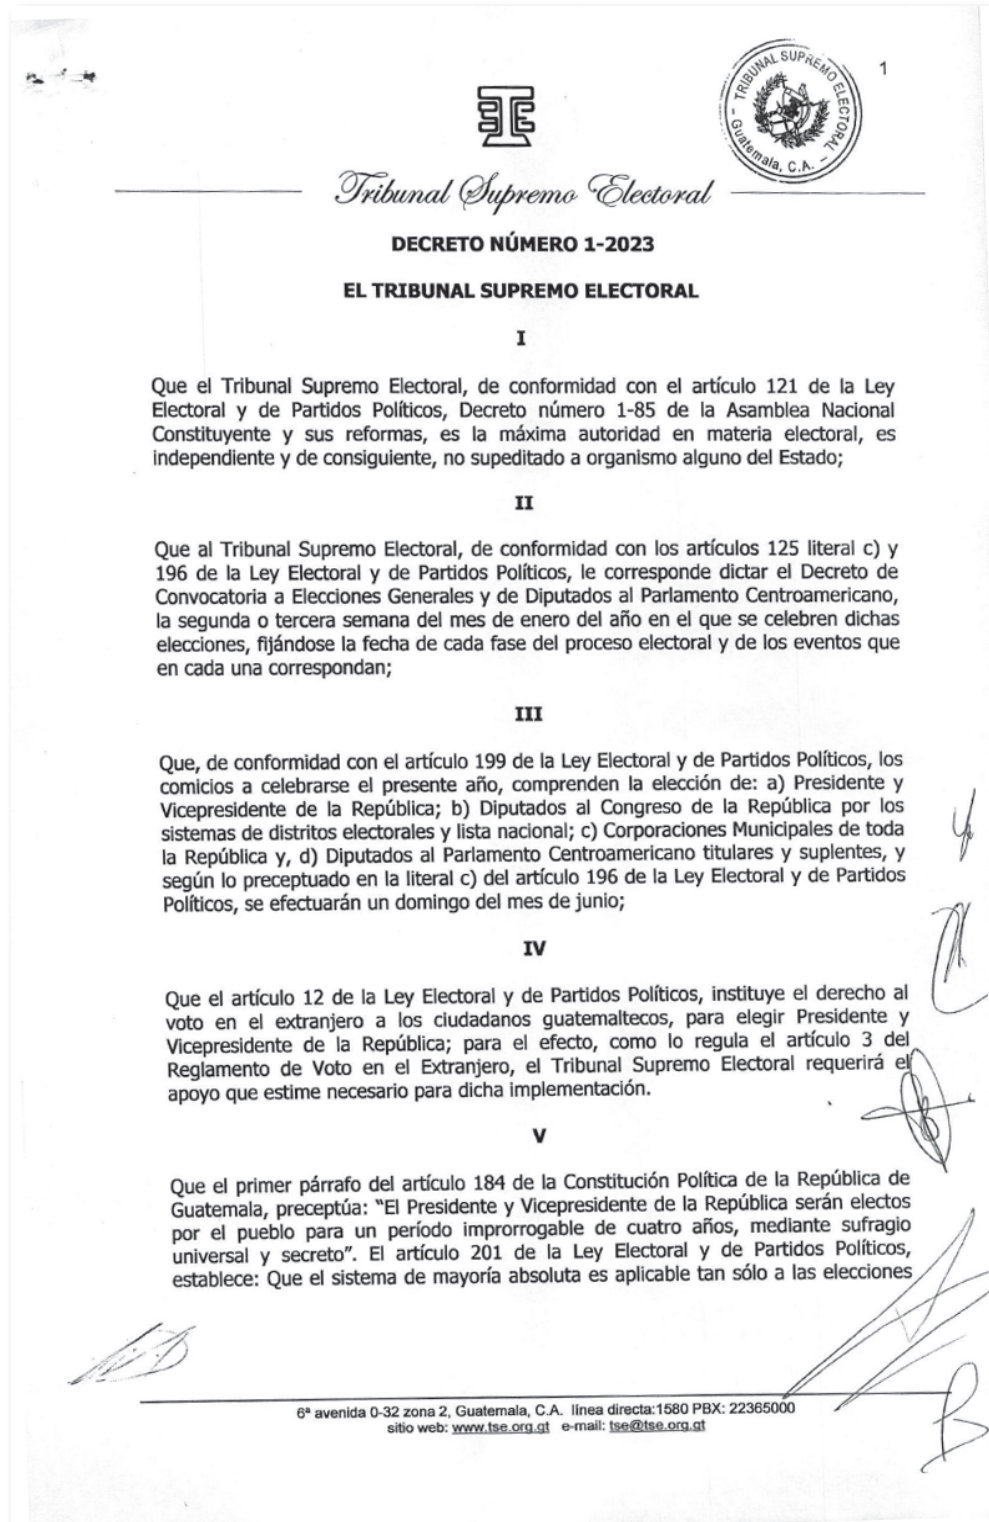 1
TRIBUNAL SUPREMO ELECTORAL
Guatemala, C.A.
Tribunal Supremo Electoral
DECRETO NÚMERO 1-2023
EL TRIBUNAL SUPREMO ELECTORAL
I
Que el Tribunal Supremo Electoral, de conformidad con el artículo 121 de la Ley
Electoral y de Partidos Políticos, Decreto número 1-85 de la Asamblea Nacional
Constituyente y sus reformas, es la máxima autoridad en materia electoral, es
independiente y de consiguiente, no supeditado a organismo alguno del Estado;
II
Que al Tribunal Supremo Electoral, de conformidad con los artículos 125 literal c) y
196 de la Ley Electoral y de Partidos Políticos, le corresponde dictar el Decreto de
Convocatoria a Elecciones Generales y de Diputados al Parlamento Centroamericano,
la segunda o tercera semana del mes de enero del año en el que se celebren dichas
elecciones, fijándose la fecha de cada fase del proceso electoral y de los eventos que
en cada una correspondan;
III
Que, de conformidad con el artículo 199 de la Ley Electoral y de Partidos Políticos, los
comicios a celebrarse el presente año, comprenden la elección de: a) Presidente y
Vicepresidente de la República; b) Diputados al Congreso de la República por los
sistemas de distritos electorales y lista nacional; c) Corporaciones Municipales de toda
la República y, d) Diputados al Parlamento Centroamericano titulares y suplentes, y
según lo preceptuado en la literal c) del artículo 196 de la Ley Electoral y de Partidos
Políticos, se efectuarán un domingo del mes de junio;
IV
Que el artículo 12 de la Ley Electoral y de Partidos Políticos, instituye el derecho al
voto en el extranjero a los ciudadanos guatemaltecos, para elegir Presidente y
Vicepresidente de la República; para el efecto, como lo regula el artículo 3 del
Reglamento de Voto en el Extranjero, el Tribunal Supremo Electoral requerirá el
apoyo que estime necesario para dicha implementación.
V
Que el primer párrafo del artículo 184 de la Constitución Política de la República de
Guatemala, preceptúa: “El Presidente y Vicepresidente de la República serán electos
por el pueblo para un período improrrogable de cuatro años, mediante sufragio
universal y secreto”. El artículo 201 de la Ley Electoral y de Partidos Políticos,
establece: Que el sistema de mayoría absoluta es aplicable tan sólo a las elecciones
6ª avenida 0-32 zona 2, Guatemala, C.A. línea directa:1580 PBX: 22365000
sitio web: www.tse.org.gt e-mail: tse@tse.org.gt